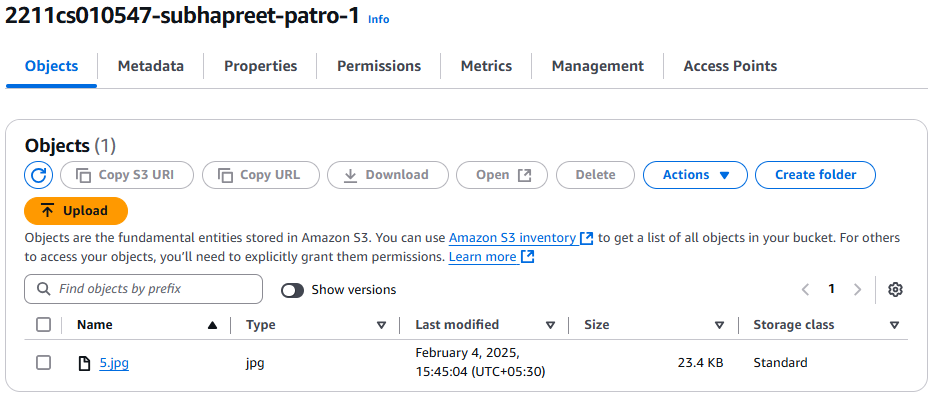 2211cs010547-subhapreet-patro-1 Info
Objects Metadata Properties Permissions Metrics Management Access Points
Objects (1)
Copy S3 URI Copy URL Download Open Delete Actions Create folder
Upload
Objects are the fundamental entities stored in Amazon S3. You can use Amazon S3 inventory to get a list of all objects in your bucket. For others
to access your objects, you'll need to explicitly grant them permissions. Learn more
Find objects by prefix Show versions 1
Name Type Last modified Size Storage class
5.jpg jpg February 4, 2025, 23.4 KB Standard
15:45:04 (UTC+05:30)